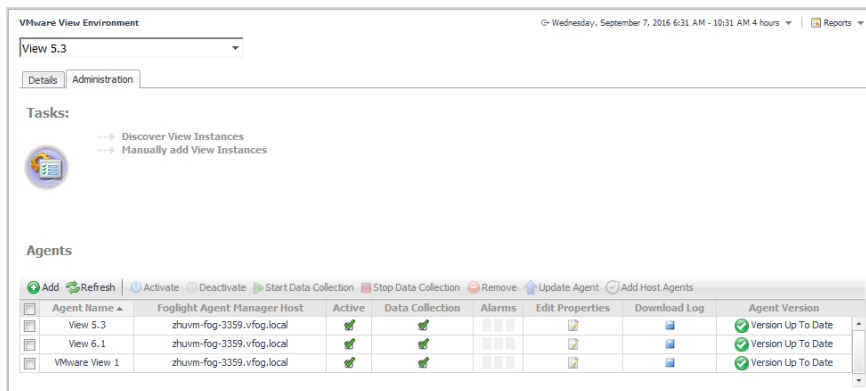 VMware View Environment
Wednesday, September 7, 2016 6:31 AM - 10:31 AM 4 hours
Reports
View 5.3
Details Administration
Tasks:
Discover View Instances
Manually add View Instances
Agents
Add Refresh Activate Deactivate Start Data Collection Stop Data Collection Remove Update Agent Add Host Agents
Agent Name Foglight Agent Manager Host Active Data Collection Alarms Edit Properties Download Log Agent Version
View 5.3 zhuvm-fog-3359.vfog.local Version Up To Date
View 6.1 zhuvm-fog-3359.vfog.local Version Up To Date
VMware View 1 zhuvm-fog-3359.vfog.local Version Up To Date